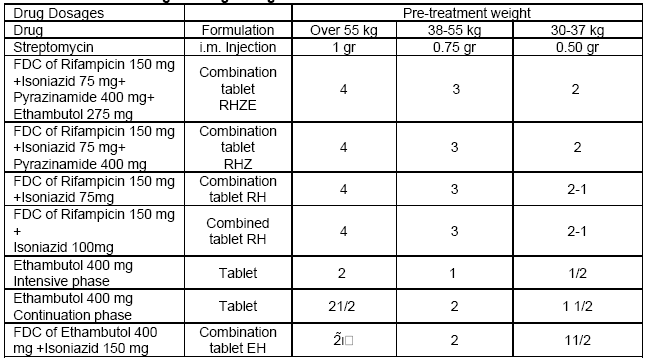 Drug Dosages Pre-treatment weight
Drug Formulation Over 55 kg 38-55 kg 30-37 kg
Streptomycin i.m. Injection 1 gr 0.75 gr 0.50 gr
FDC of Rifampicin 150 mg
+Isoniazid 75 mg+
Pyrazinamide 400 mg+
Ethambutol 275 mg
Combination
tablet
RHZE
4 3 2
FDC of Rifampicin 150 mg
+Isoniazid 75 mg+
Pyrazinamide 400 mg
Combination
tablet
RHZ
4 3 2
FDC of Rifampicin 150 mg
+Isoniazid 75mg
Combination
tablet RH
4 3 2-1
FDC of Rifampicin 150 mg
+
Isoniazid 100mg
Combined
tablet RH
4 3 2-1
Ethambutol 400 mg
Intensive phase
Tablet
2 1 1/2
Ethambutol 400 mg
Continuation phase
Tablet
21/2 2 1 1/2
FDC of Ethambutol 400
mg +Isoniazid 150 mg
Combination
tablet EH
2 11/2